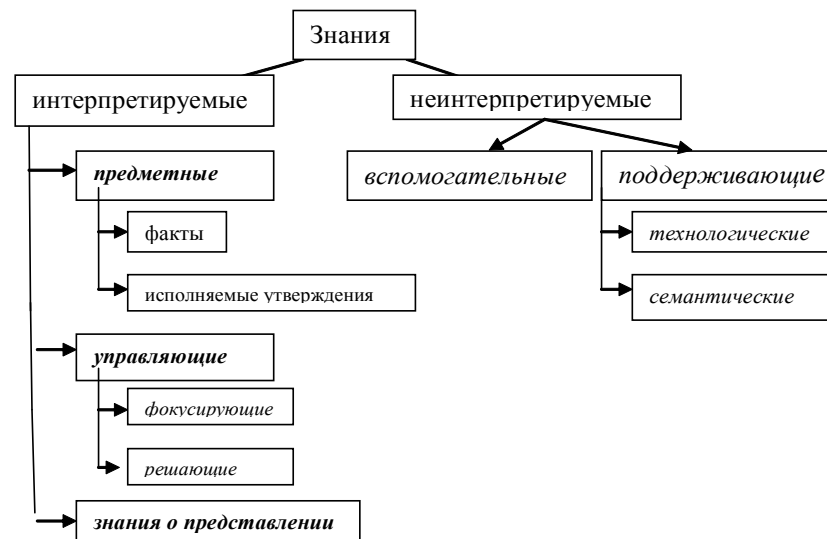 Знания
интерпретируемые
неинтерпретируемые
предметные
вспомогательные
поддерживающие
факты
технологические
исполняемые утверждения
семантические
управляющие
фокусирующие
решающие
знания о представлении